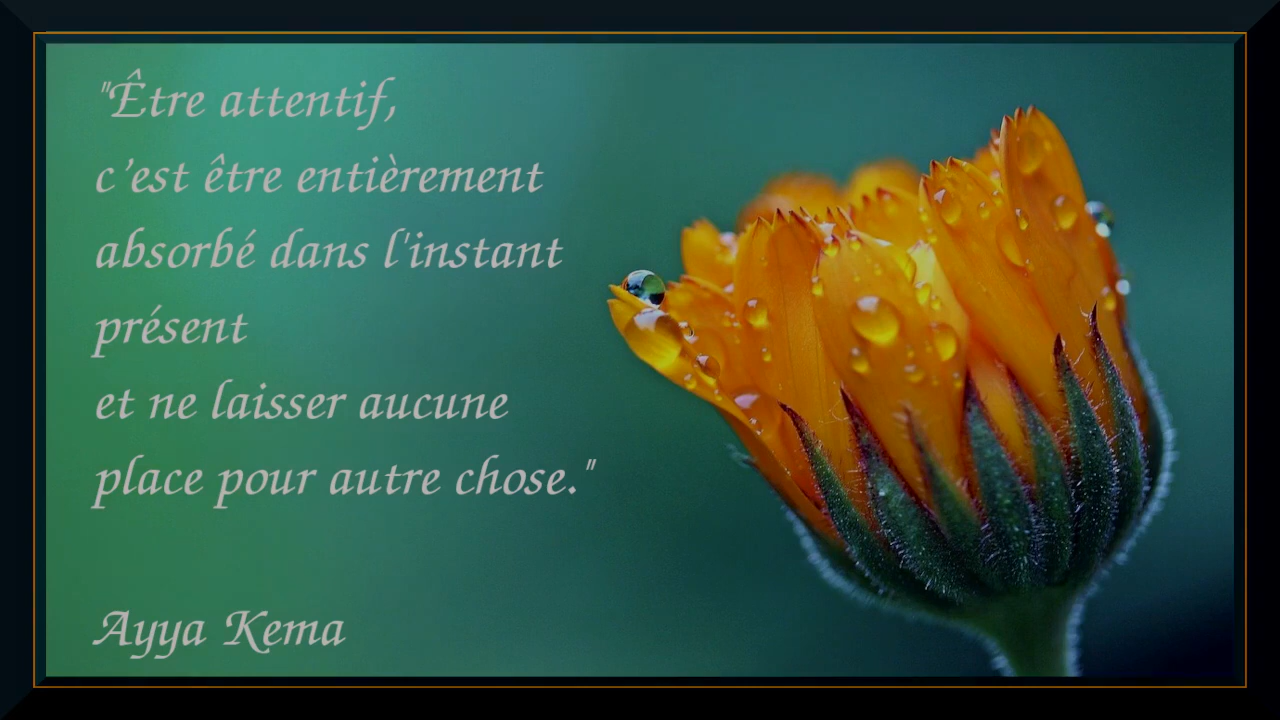 "Être attentif,
c’est être entièrement
absorbé dans l'instant
présent
et ne laisser aucune
place pour autre chose."
Ayya Kema